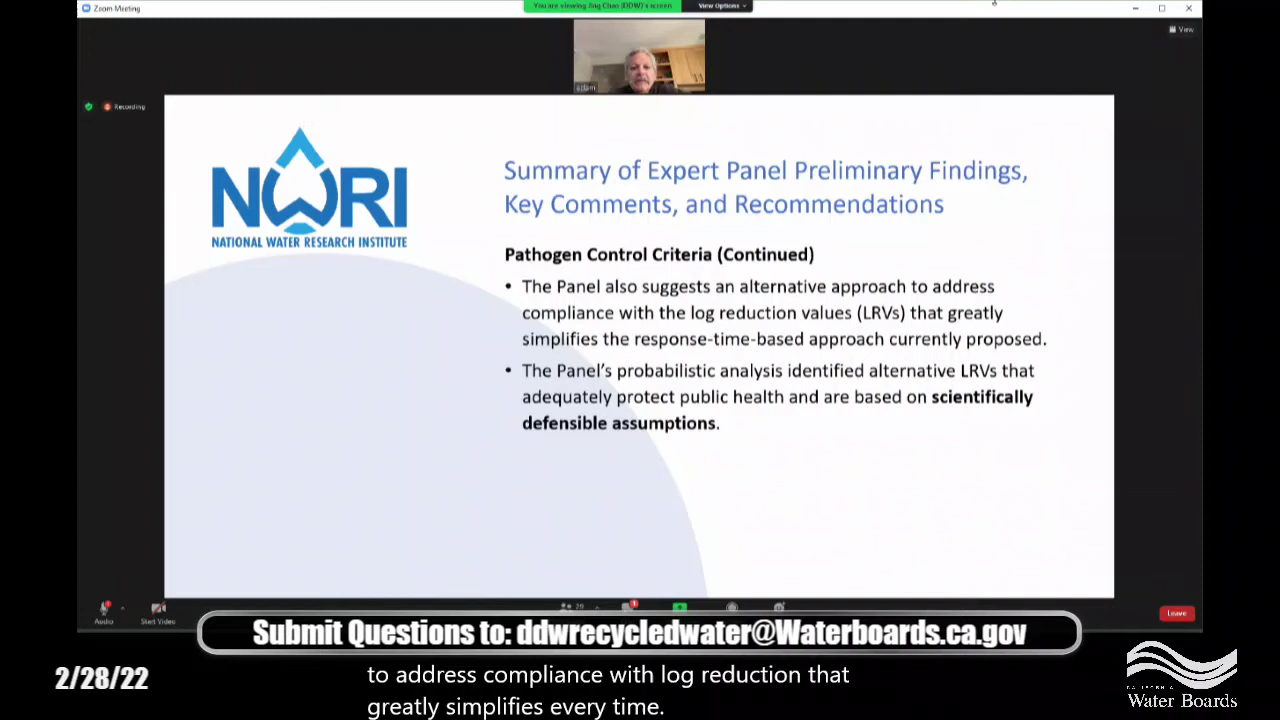 Zoom Meeting
You are viewing Jing Chao (DDW)'s screen
View Options
View
Recording
NWRI
NATIONAL WATER RESEARCH INSTITUTE
Summary of Expert Panel Preliminary Findings,
Key Comments, and Recommendations
Pathogen Control Criteria (Continued)
• The Panel also suggests an alternative approach to address
compliance with the log reduction values (LRVs) that greatly
simplifies the response-time-based approach currently proposed.
• The Panel's probabilistic analysis identified alternative LRVs that
adequately protect public health and are based on scientifically
defensible assumptions.
Audio
Start Video
29
1
Leave
Submit Questions to: ddwrecycledwater@Waterboards.ca.gov
2/28/22
to address compliance with log reduction that
greatly simplifies every time.
CALIFORNIA
Water Boards